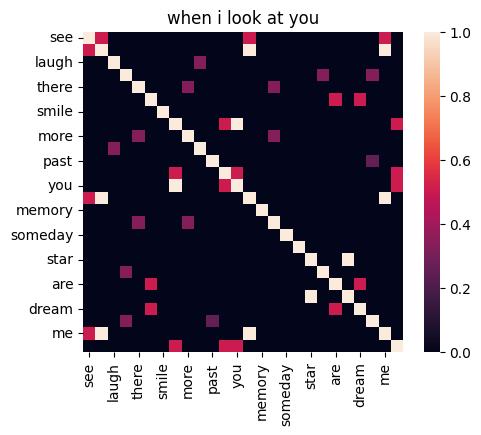 when i look at you
see
laugh
there
smile
more
past
you
memory
someday
star
are
dream
me
1.0
0.8
0.6
0.4
0.2
0.0
see
laugh
there
smile
more
past
you
memory
someday
star
are
dream
me